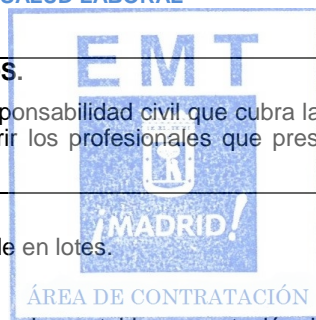 SALUD LABORAL
S.
EMT
ponsabilidad civil que cubra la
rir los profesionales que pres
¡MADRID!
e en lotes.
ÁREA DE CONTRATACIÓN